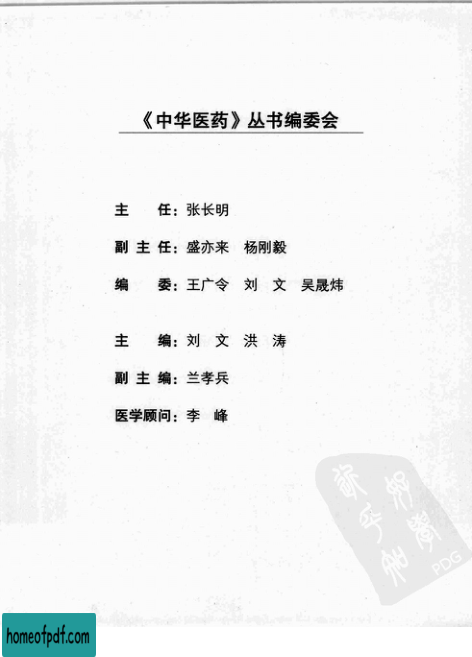 《中华医药》丛书编委会
主 任：张长明
副 主 任：盛亦来 杨刚毅
编 委：王广令 刘 文 吴晟炜
主 编：刘 文 洪 涛
副 主 编：兰孝兵
医学顾问：李 峰
PDG
homeofpdf.com